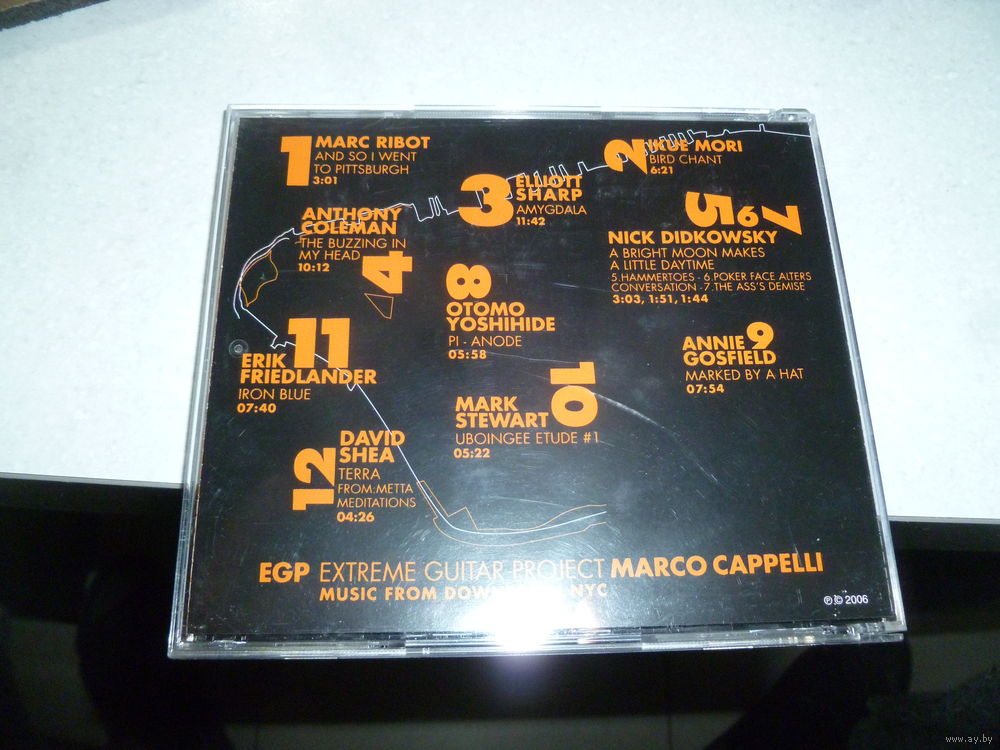 1 MARC RIBOT
AND SO I WENT
TO PITTSBURGH
3:01
2 IKUE MORI
BIRD CHANT
6:21
3 ELLIOTT
SHARP
AMYGDALA
11:42
ANTHONY
COLEMAN
THE BUZZING IN
MY HEAD
10:12
4
5 6 7
NICK DIDKOWSKY
A BRIGHT MOON MAKES
A LITTLE DAYTIME
5.HAMMERTOES - 6.POKER FACE ALTERS
CONVERSATION - 7.THE ASS'S DEMISE
3:03, 1:51, 1:44
8
OTOMO
YOSHIHIDE
PI - ANODE
05:58
ANNIE 9
GOSFIELD
MARKED BY A HAT
07:54
11
ERIK
FRIEDLANDER
IRON BLUE
07:40
10
MARK
STEWART
UBOINGEE ETUDE #1
05:22
12
DAVID
SHEA
TERRA
FROM:METTA
MEDITATIONS
04:26
EGP EXTREME GUITAR PROJECT MARCO CAPPELLI
MUSIC FROM NYC
℗ © 2006
www.ay.by